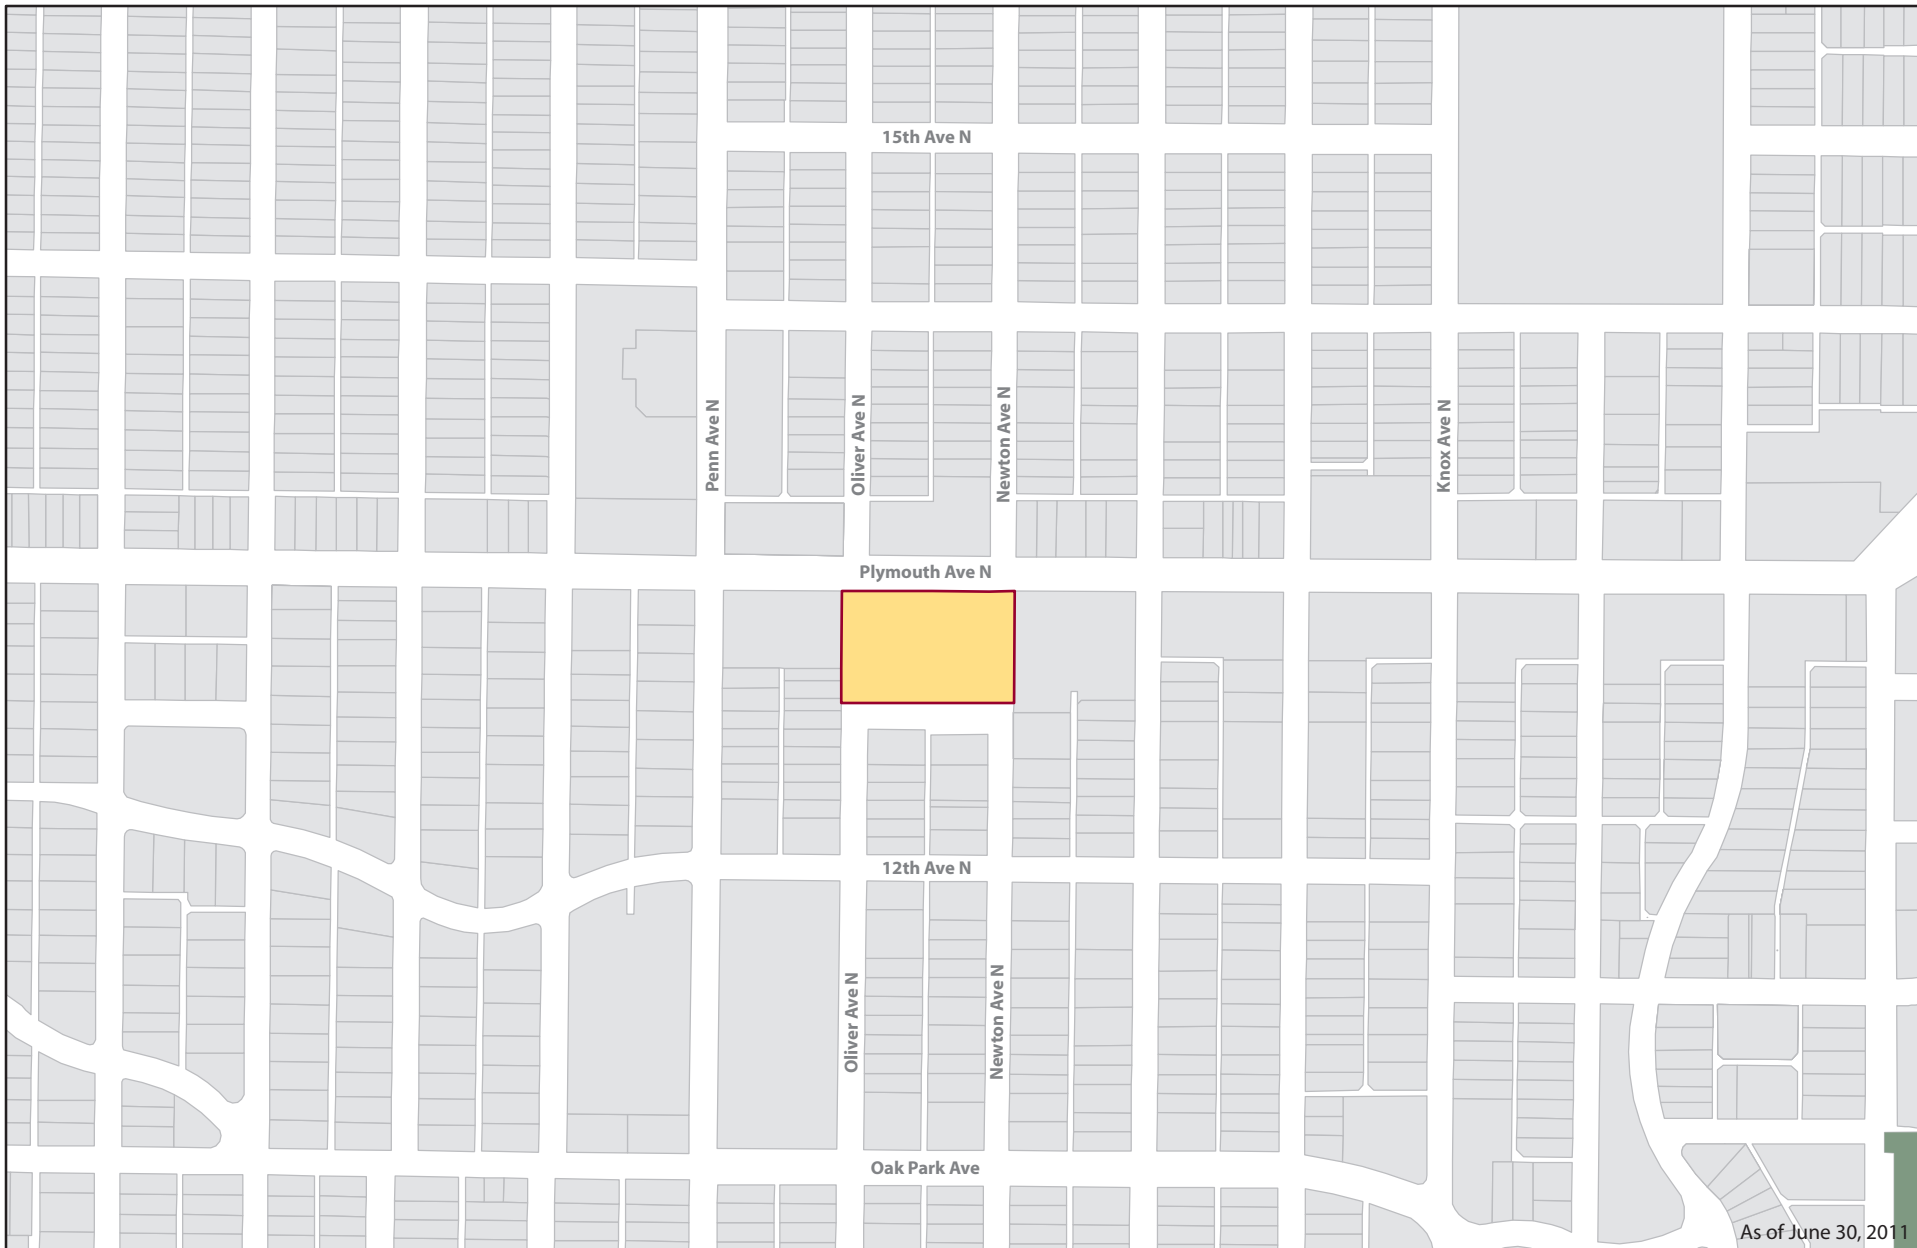 15th Ave N
Penn Ave N
Oliver Ave N
Newton Ave N
Knox Ave N
Plymouth Ave N
12th Ave N
Oliver Ave N
Newton Ave N
Oak Park Ave
As of June 30, 2011